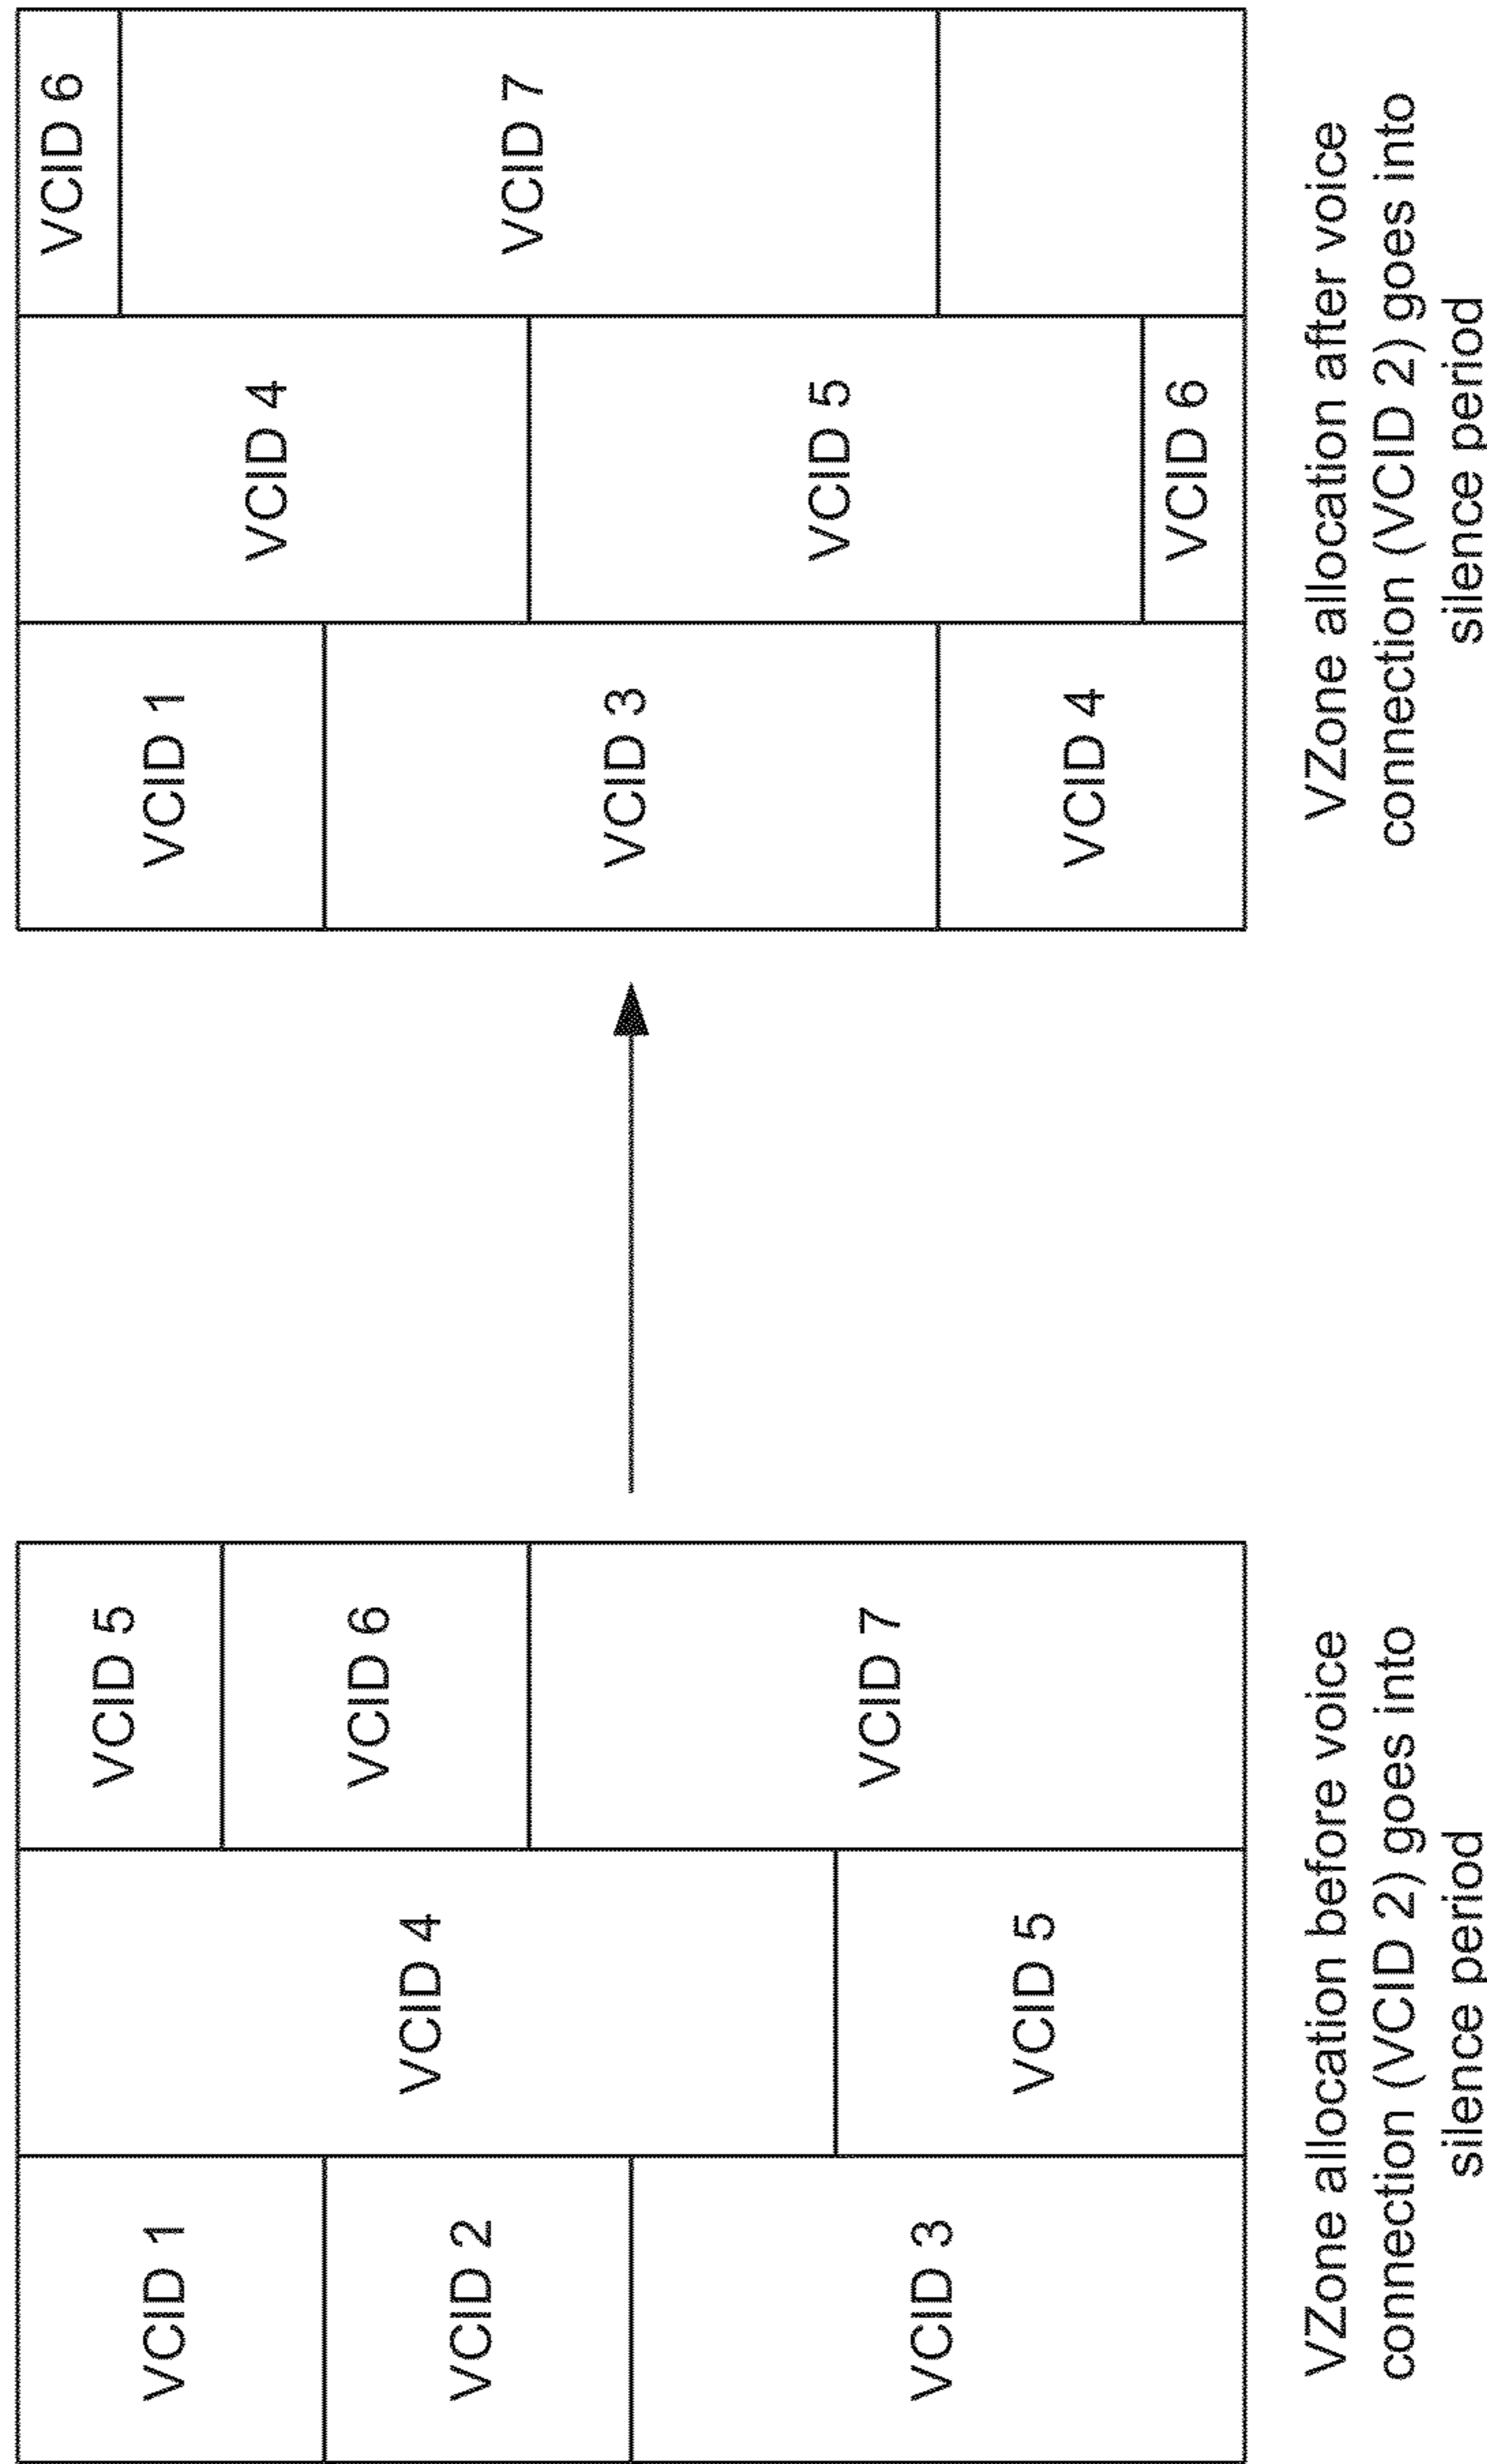 VCID 1
VCID 2
VCID 3
VCID 4
VCID 5
VCID 5
VCID 6
VCID 7
VZone allocation before voice
connection (VCID 2) goes into
silence period
VCID 1
VCID 3
VCID 4
VCID 4
VCID 5
VCID 6
VCID 6
VCID 7
VZone allocation after voice
connection (VCID 2) goes into
silence period